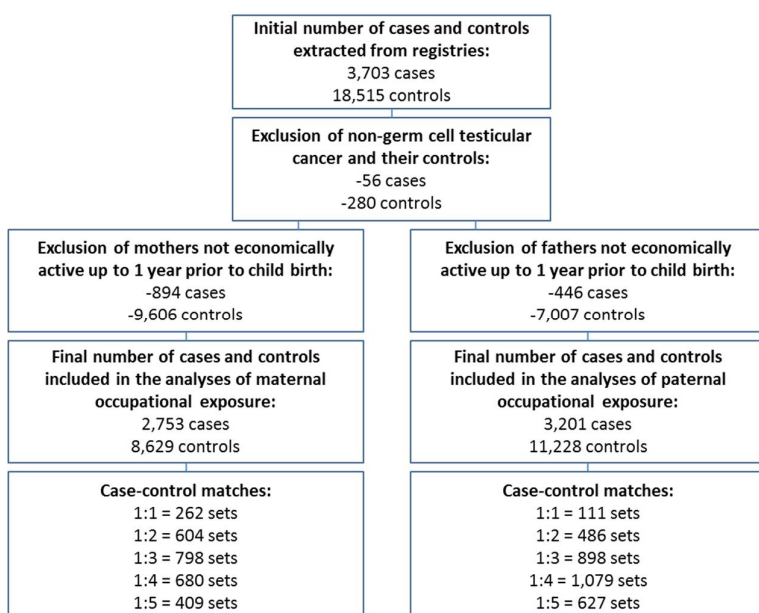 Initial number of cases and controls
extracted from registries:
3,703 cases
18,515 controls
Exclusion of non-germ cell testicular
cancer and their controls:
-56 cases
-280 controls
Exclusion of mothers not economically
active up to 1 year prior to child birth:
-894 cases
-9,606 controls
Final number of cases and controls
included in the analyses of maternal
occupational exposure:
2,753 cases
8,629 controls
Case-control matches:
1:1 = 262 sets
1:2 = 604 sets
1:3 = 798 sets
1:4 = 680 sets
1:5 = 409 sets
Exclusion of fathers not economically
active up to 1 year prior to child birth:
-446 cases
-7,007 controls
Final number of cases and controls
included in the analyses of paternal
occupational exposure:
3,201 cases
11,228 controls
Case-control matches:
1:1 = 111 sets
1:2 = 486 sets
1:3 = 898 sets
1:4 = 1,079 sets
1:5 = 627 sets